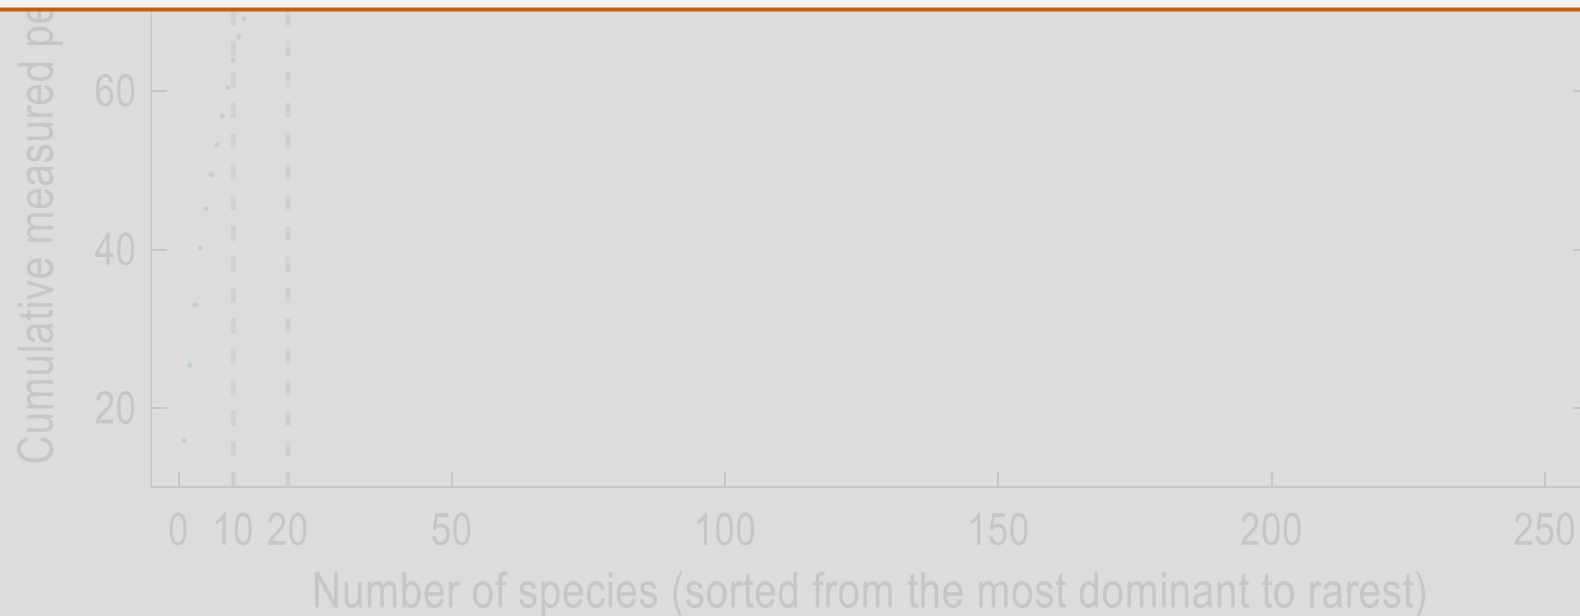 Cumulative measured pe
60
40
20
0 10 20 50 100 150 200 250
Number of species (sorted from the most dominant to rarest)